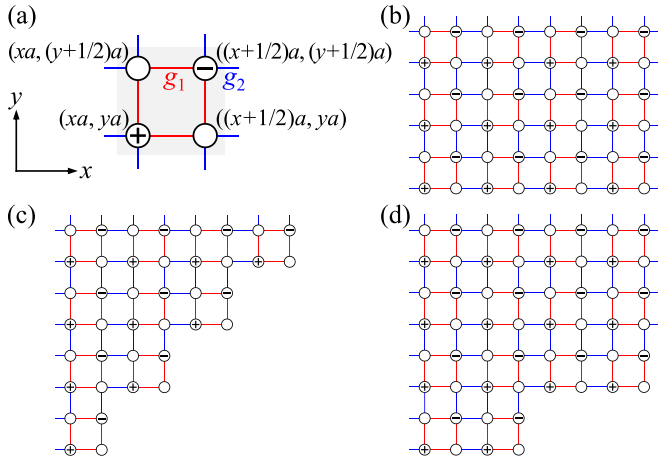 (a)
(b)
(xa, (y+1/2)a)
((x+1/2)a, (y+1/2)a)
g₁
g₂
y
(xa, ya)
((x+1/2)a, ya)
x
(c)
(d)